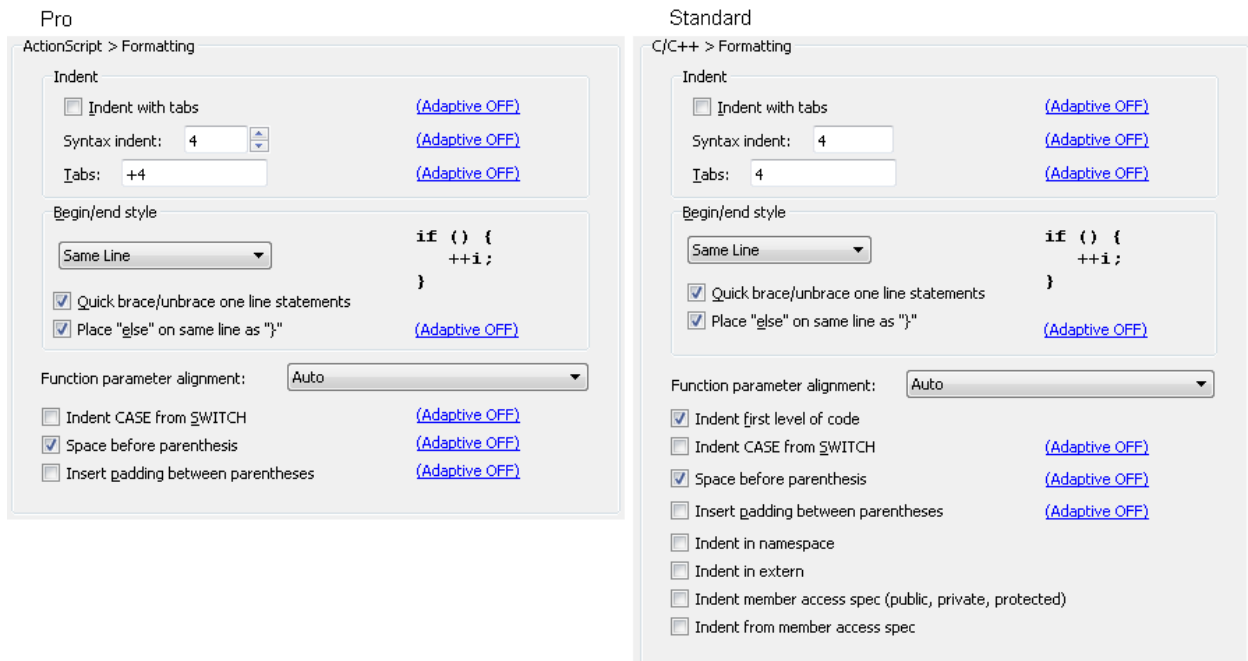 Pro
ActionScript > Formatting
Indent
Indent with tabs (Adaptive OFF)
Syntax indent: 4 (Adaptive OFF)
Tabs: +4 (Adaptive OFF)
Begin/end style
Same Line
if () {
++i;
}
Quick brace/unbrace one line statements
Place "else" on same line as "}" (Adaptive OFF)
Function parameter alignment: Auto
Indent CASE from SWITCH (Adaptive OFF)
Space before parenthesis (Adaptive OFF)
Insert padding between parentheses (Adaptive OFF)
Standard
C/C++ > Formatting
Indent
Indent with tabs (Adaptive OFF)
Syntax indent: 4 (Adaptive OFF)
Tabs: 4 (Adaptive OFF)
Begin/end style
Same Line
if () {
++i;
}
Quick brace/unbrace one line statements
Place "else" on same line as "}" (Adaptive OFF)
Function parameter alignment: Auto
Indent first level of code
Indent CASE from SWITCH (Adaptive OFF)
Space before parenthesis (Adaptive OFF)
Insert padding between parentheses (Adaptive OFF)
Indent in namespace
Indent in extern
Indent member access spec (public, private, protected)
Indent from member access spec